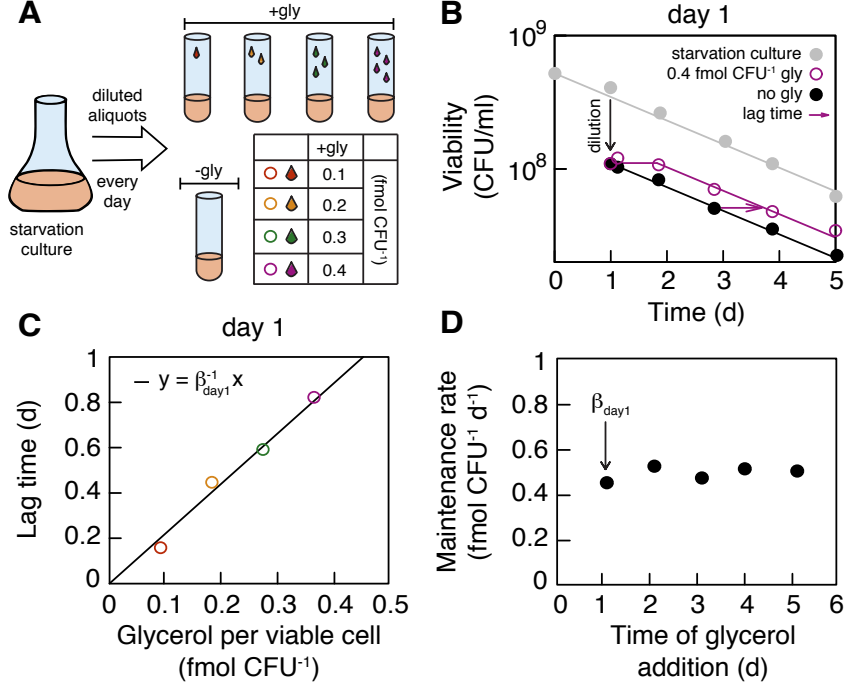 A
+gly
diluted
aliquots
every
day
starvation
culture
-gly
+gly
0.1
0.2
0.3
0.4
(fmol CFU⁻¹)
B
day 1
Viability
(CFU/ml)
10⁹
10⁸
starvation culture
0.4 fmol CFU⁻¹ gly
no gly
lag time
dilution
0 1 2 3 4 5
Time (d)
C
day 1
Lag time (d)
1
0.8
0.6
0.4
0.2
0
y = β⁻¹day1 x
0 0.1 0.2 0.3 0.4 0.5
Glycerol per viable cell
(fmol CFU⁻¹)
D
Maintenance rate
(fmol CFU⁻¹ d⁻¹)
1
0.8
0.6
0.4
0.2
0
βday1
0 1 2 3 4 5 6
Time of glycerol
addition (d)